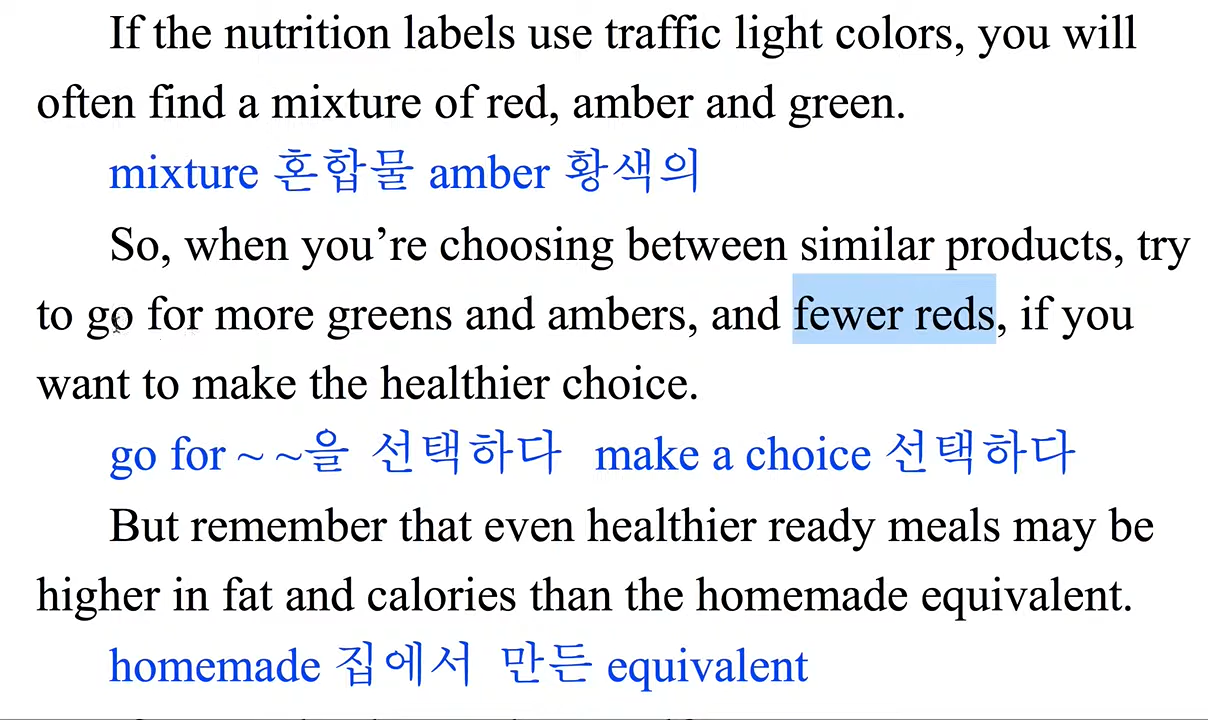 If the nutrition labels use traffic light colors, you will
often find a mixture of red, amber and green.
mixture 혼합물 amber 황색의
So, when you’re choosing between similar products, try
to go for more greens and ambers, and fewer reds, if you
want to make the healthier choice.
go for ~ ~을 선택하다 make a choice 선택하다
But remember that even healthier ready meals may be
higher in fat and calories than the homemade equivalent.
homemade 집에서 만든 equivalent